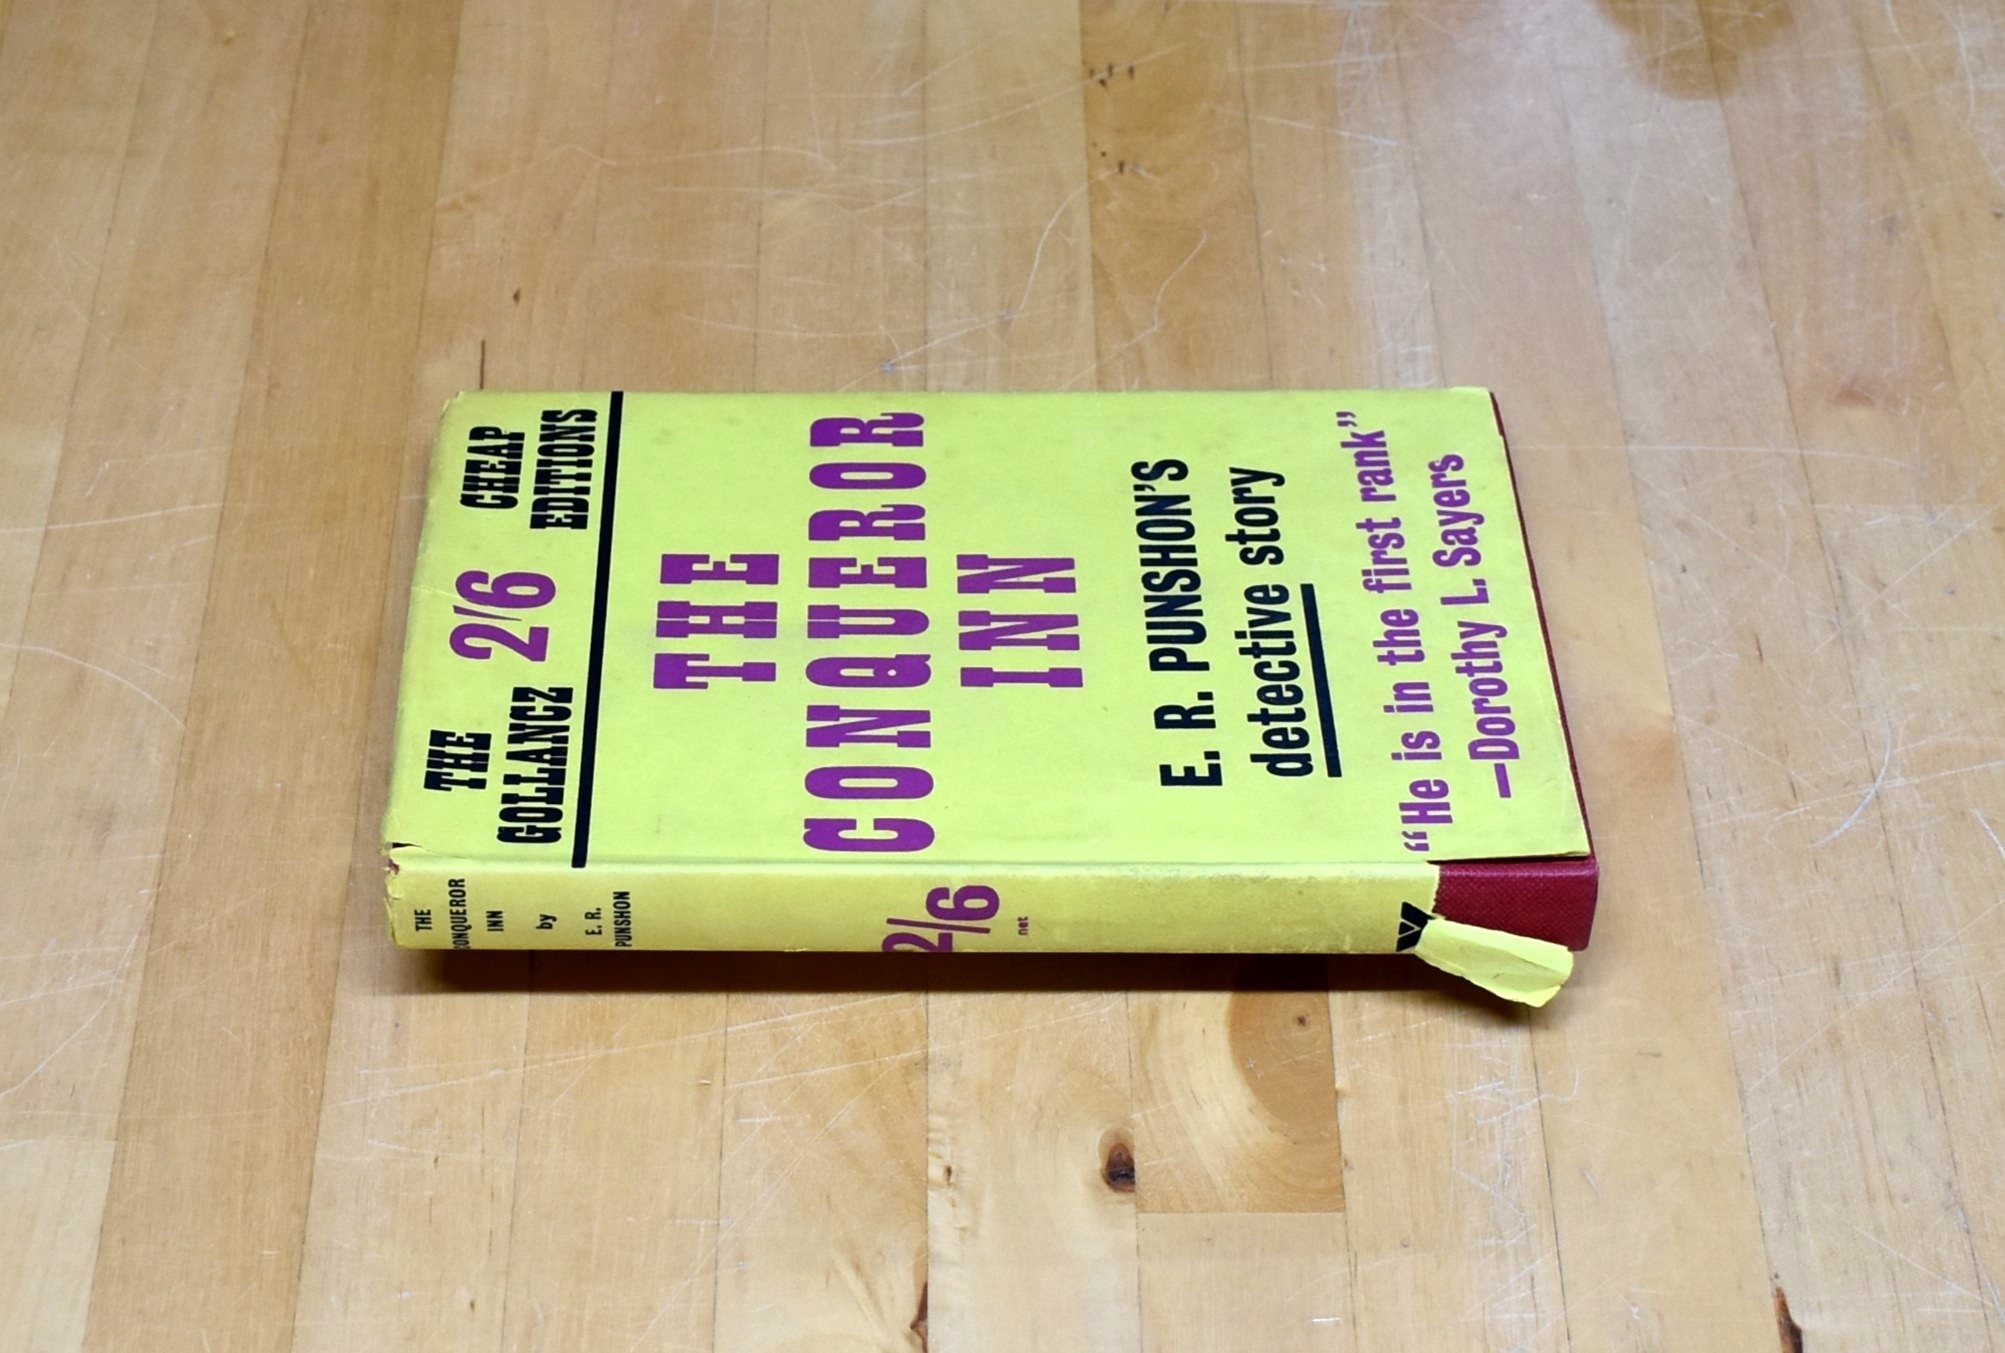 THE GOLLANCZ
2/6
CHEAP EDITIONS
THE
CONQUEROR
INN
E. R. PUNSHON'S
detective story
“He is in the first rank”
—Dorothy L. Sayers
THE
CONQUEROR
INN
by
E. R.
PUNSHON
2/6
net